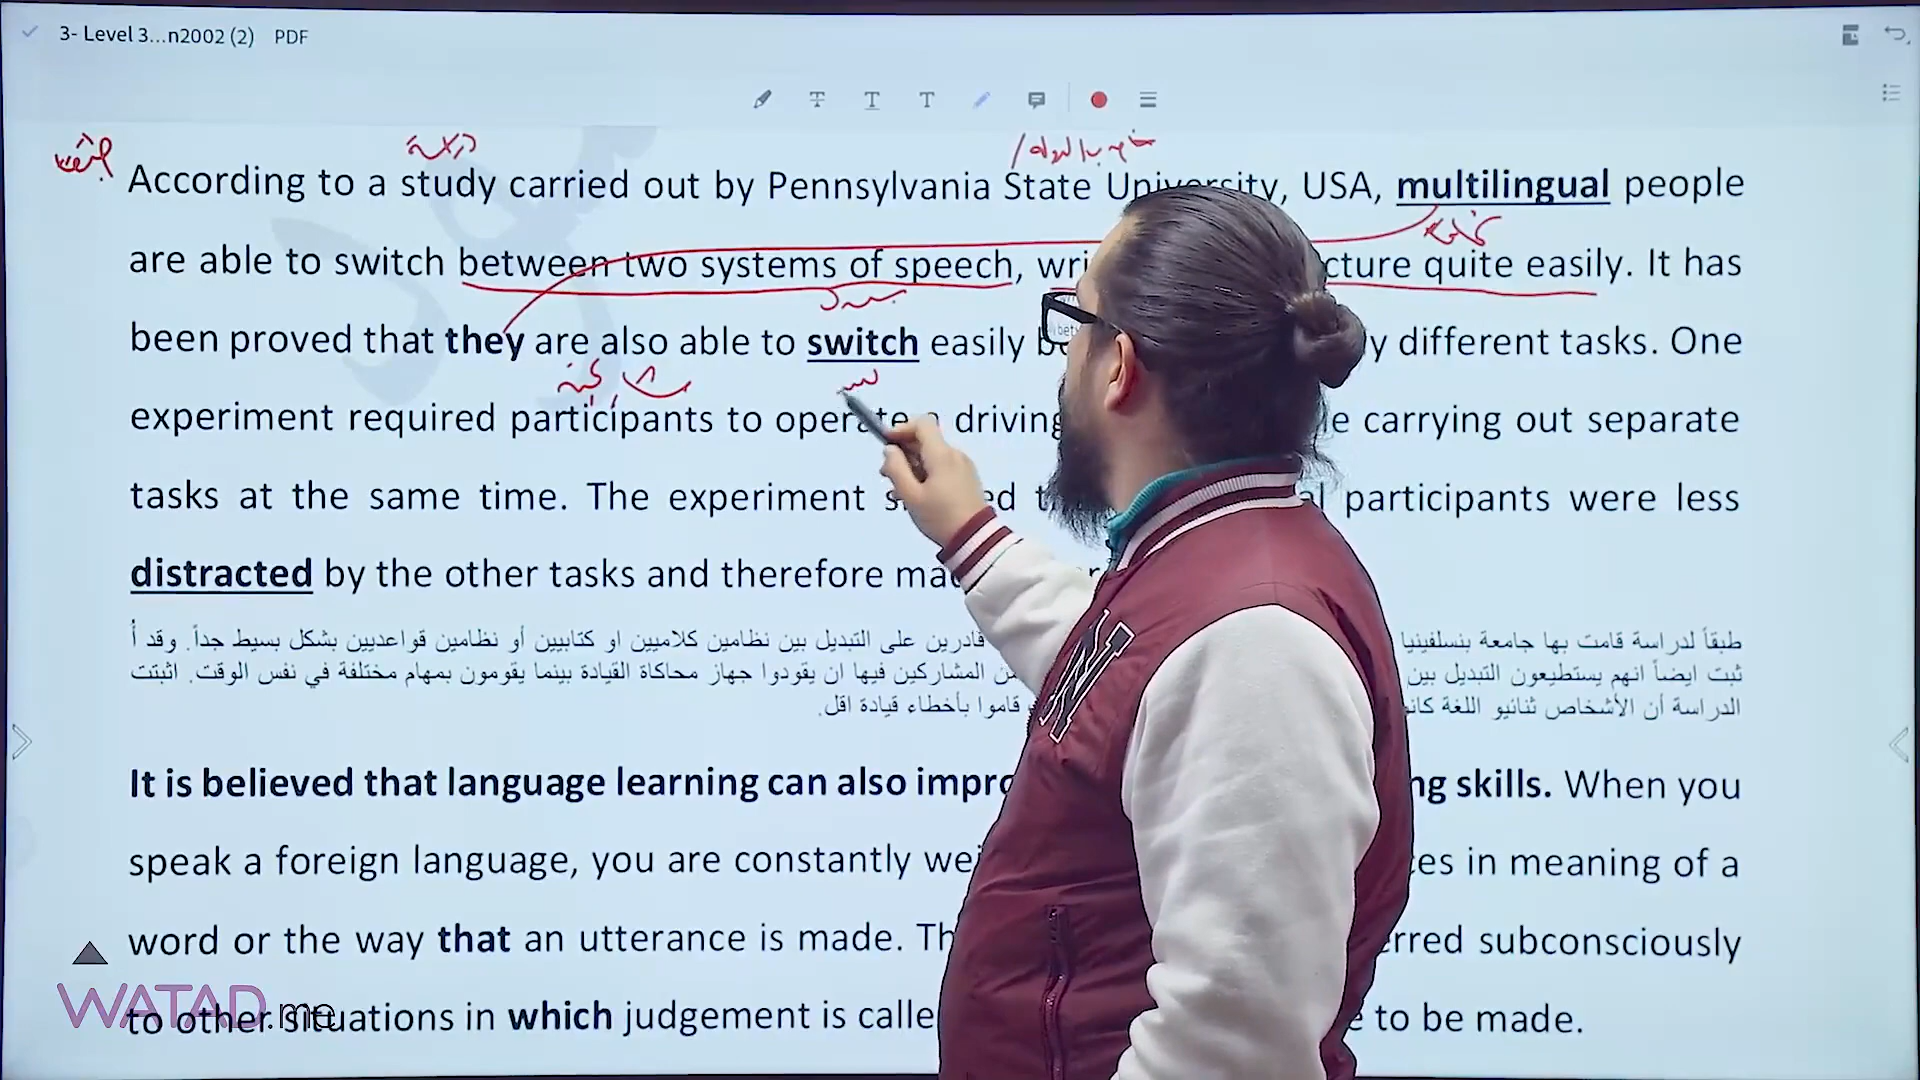 3- Level 3...n2002 (2) PDF
According to a study carried out by Pennsylvania State University, USA, multilingual people
are able to switch between two systems of speech, cture quite easily. It has
been proved that they are also able to switch easily y different tasks. One
experiment required participants to operate a driving e carrying out separate
tasks at the same time. The experiment participants were less
distracted by the other tasks and therefore
طبقاً لدراسة قامت بها جامعة بنسلفينيا قادرين على التبديل بين نظامين كلاميين او كتابيين أو نظامين قواعديين بشكل بسيط جداً. وقد أ
ثبت ايضاً انهم يستطيعون التبديل بين من المشاركين فيها ان يقودوا جهاز محاكاة القيادة بينما يقومون بمهام مختلفة في نفس الوقت. اثبتت
الدراسة أن الأشخاص ثنائيو اللغة قاموا بأخطاء قيادة اقل.
It is believed that language learning can also impro ng skills. When you
speak a foreign language, you are constantly wei ces in meaning of a
word or the way that an utterance is made. Th erred subconsciously
to other situations in which judgement is calle e to be made.
WATAD.me